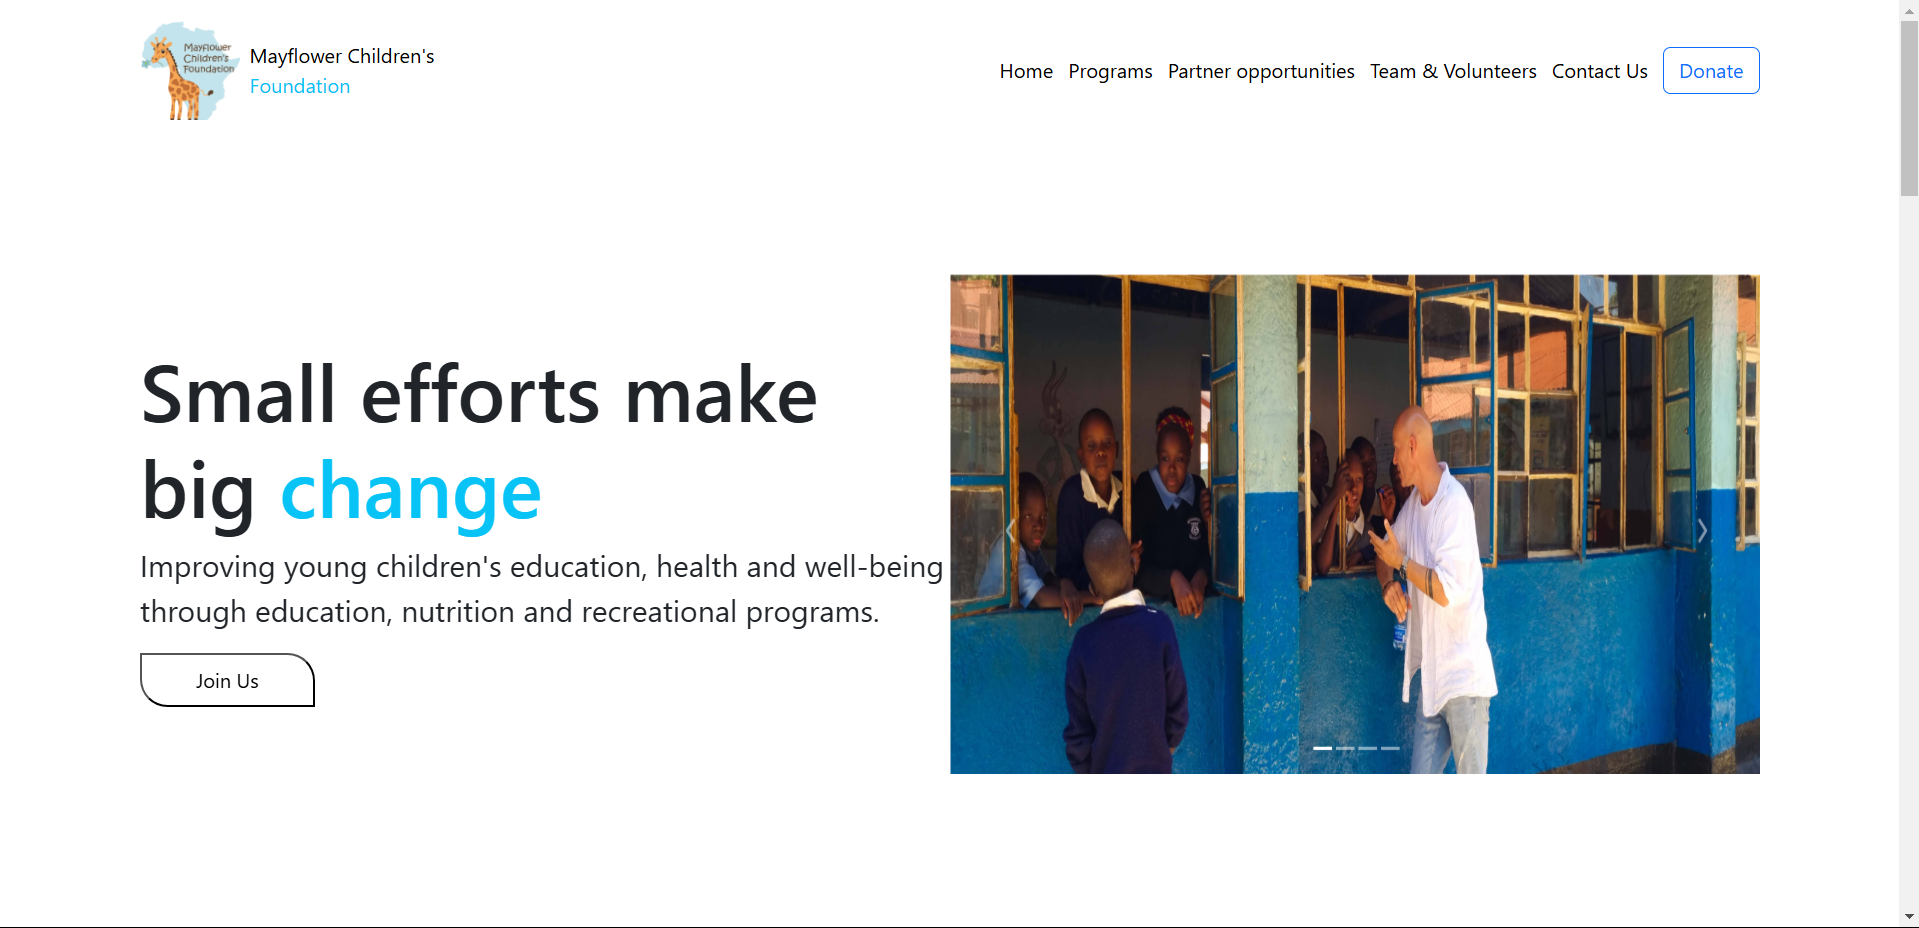 Mayflower
Children's
Foundation
Mayflower Children's
Foundation
Home Programs Partner opportunities Team & Volunteers Contact Us Donate
Small efforts make
big change
Improving young children's education, health and well-being
through education, nutrition and recreational programs.
Join Us